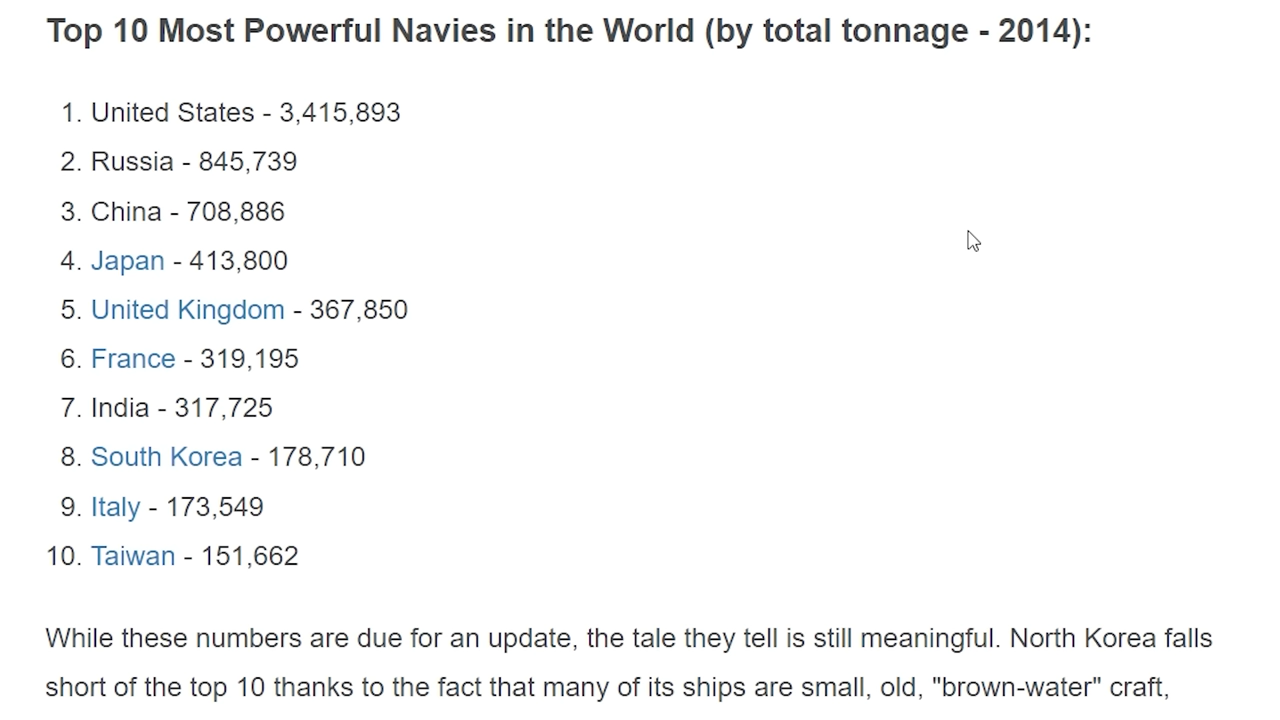 Top 10 Most Powerful Navies in the World (by total tonnage - 2014):
1. United States - 3,415,893
2. Russia - 845,739
3. China - 708,886
4. Japan - 413,800
5. United Kingdom - 367,850
6. France - 319,195
7. India - 317,725
8. South Korea - 178,710
9. Italy - 173,549
10. Taiwan - 151,662
While these numbers are due for an update, the tale they tell is still meaningful. North Korea falls
short of the top 10 thanks to the fact that many of its ships are small, old, "brown-water" craft,